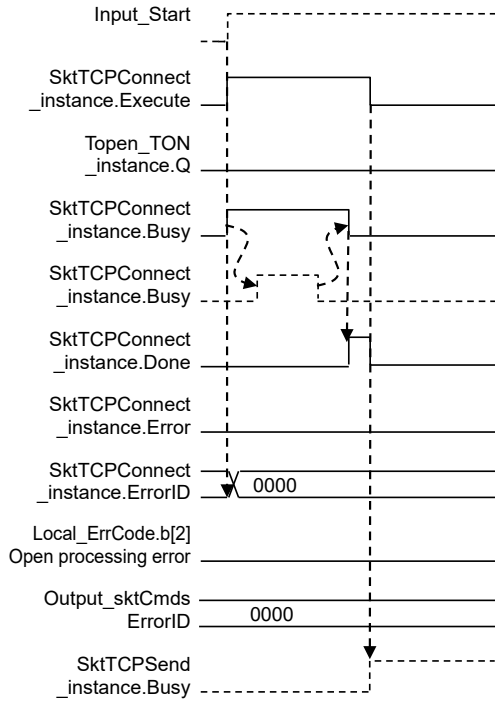 Input_Start
SktTCPConnect
_instance.Execute
Topen_TON
_instance.Q
SktTCPConnect
_instance.Busy
SktTCPConnect
_instance.Busy
SktTCPConnect
_instance.Done
SktTCPConnect
_instance.Error
SktTCPConnect
_instance.ErrorID
0000
Local_ErrCode.b[2]
Open processing error
Output_sktCmds
ErrorID
0000
SktTCPSend
_instance.Busy